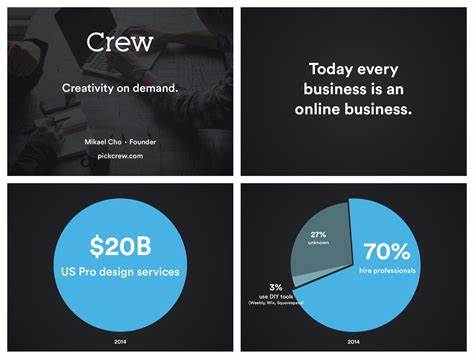 Crew
Creativity on demand.
Mikael Cho · Founder
pickcrew.com
Today every
business is an
online business.
$20B
US Pro design services
2014
27%
unknown
70%
hire professionals
3%
use DIY tools
(Weebly, Wix, Squarespace)
2014